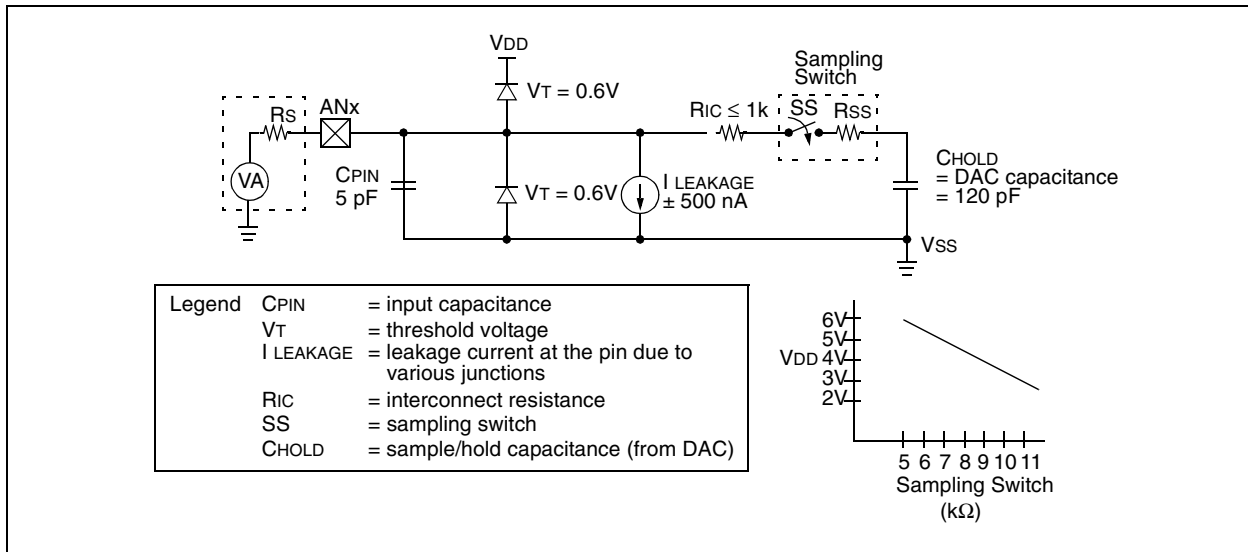 VDD
Sampling
Switch
VT = 0.6V
RS
ANx
RIC ≤ 1k
SS
RSS
VA
CPIN
5 pF
VT = 0.6V
I LEAKAGE
± 500 nA
CHOLD
= DAC capacitance
= 120 pF
VSS
Legend CPIN = input capacitance
VT = threshold voltage
I LEAKAGE = leakage current at the pin due to
various junctions
RIC = interconnect resistance
SS = sampling switch
CHOLD = sample/hold capacitance (from DAC)
6V
5V
VDD 4V
3V
2V
5 6 7 8 9 10 11
Sampling Switch
(kΩ)